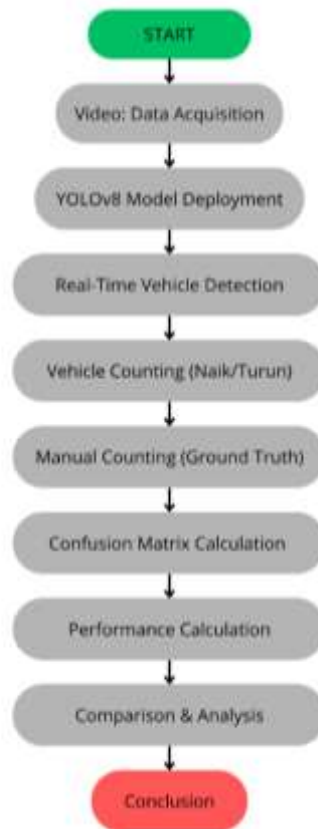 START
Video: Data Acquisition
YOLOv8 Model Deployment
Real-Time Vehicle Detection
Vehicle Counting (Naik/Turun)
Manual Counting (Ground Truth)
Confusion Matrix Calculation
Performance Calculation
Comparison & Analysis
Conclusion